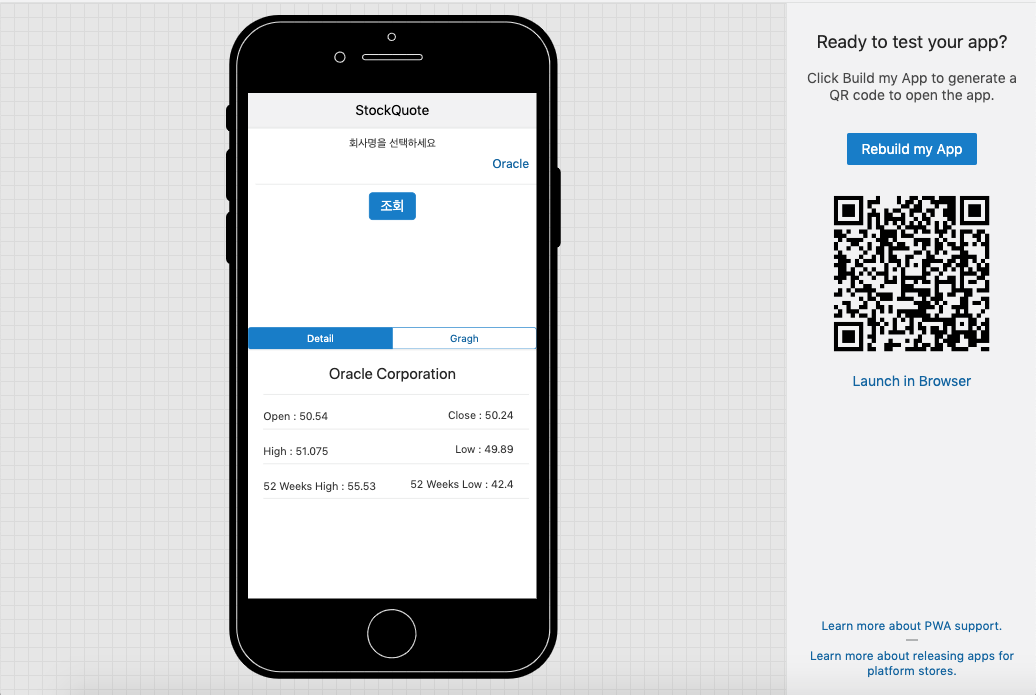 StockQuote
회사명을 선택하세요
Oracle
조회
Detail
Gragh
Oracle Corporation
Open : 50.54
Close : 50.24
High : 51.075
Low : 49.89
52 Weeks High : 55.53
52 Weeks Low : 42.4
Ready to test your app?
Click Build my App to generate a
QR code to open the app.
Rebuild my App
Launch in Browser
Learn more about PWA support.
Learn more about releasing apps for
platform stores.